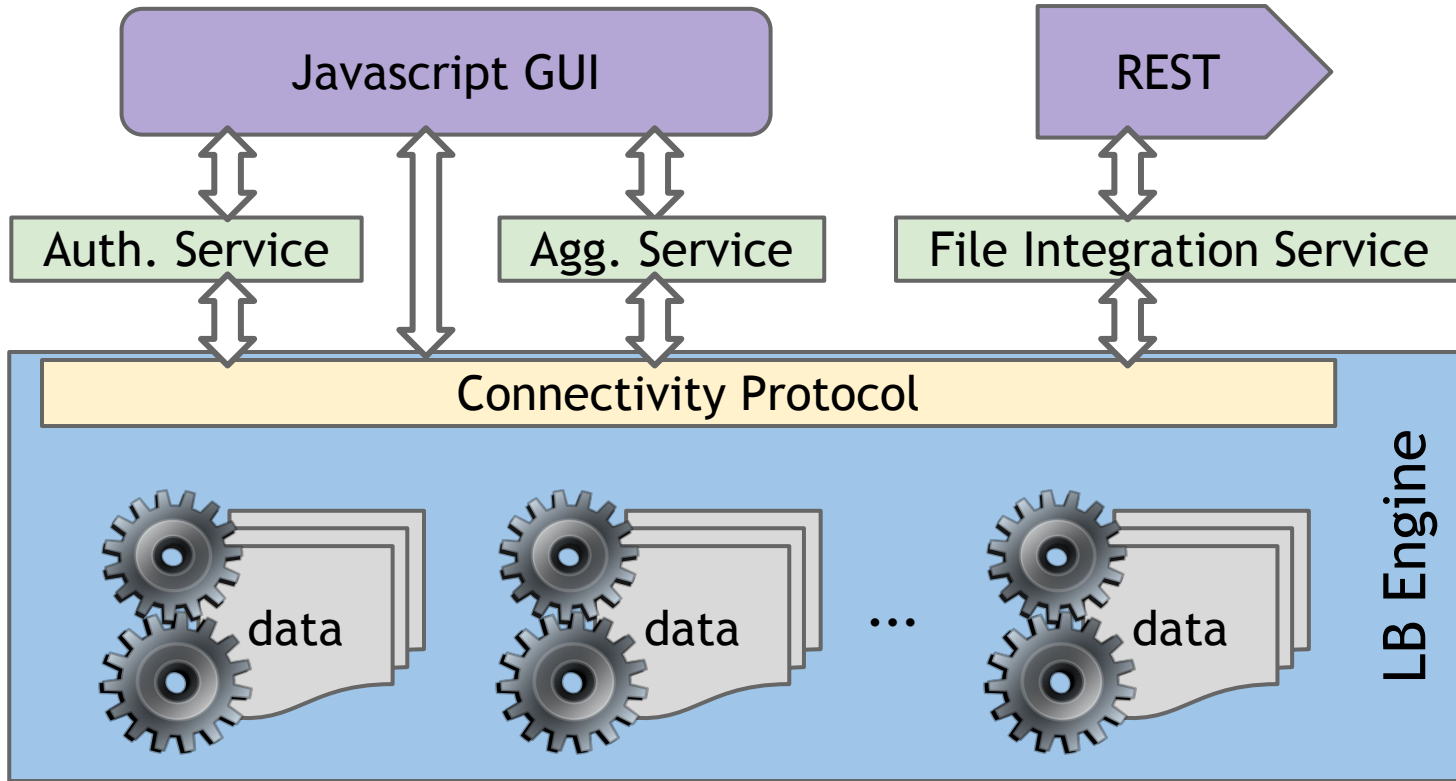 Javascript GUI
REST
Auth. Service
Agg. Service
File Integration Service
Connectivity Protocol
LB Engine
data
data
...
data